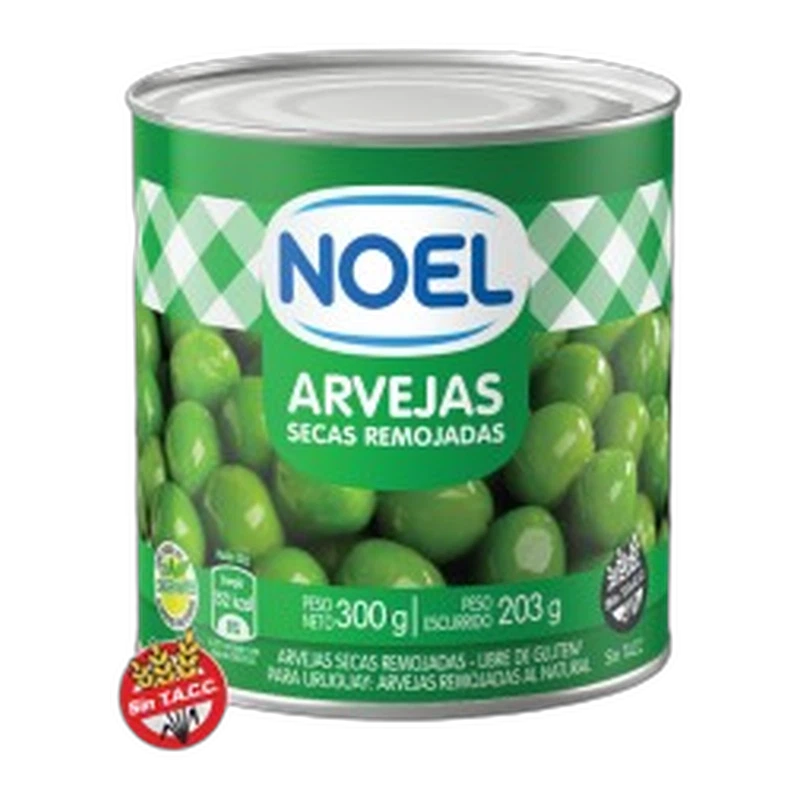 NOEL
ARVEJAS
SECAS REMOJADAS
PESO NETO 300 g
PESO ESCURRIDO 203 g
ARVEJAS SECAS REMOJADAS - LIBRE DE GLUTEN
PARA URUGUAY: ARVEJAS REMOJADAS AL NATURAL
Sin T.A.C.C.
Sin T.A.C.C.